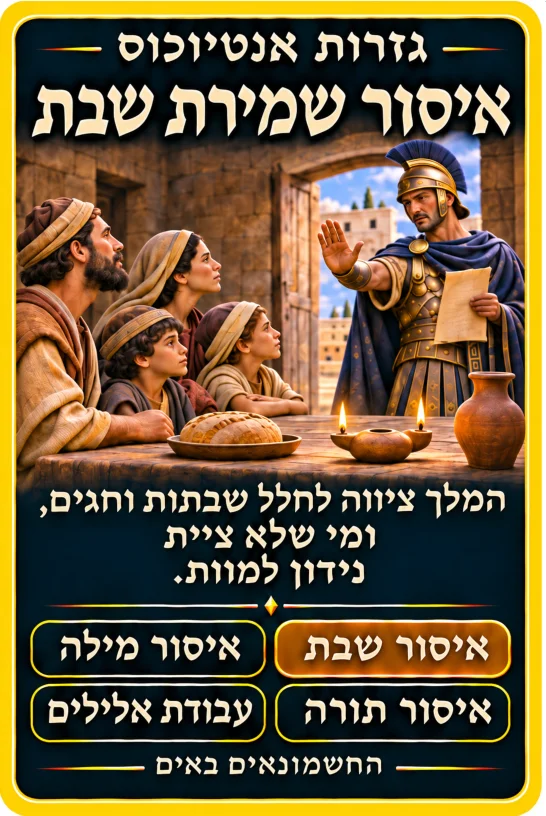 גזרות אנטיוכוס
איסור שמירת שבת
המלך ציווה לחלל שבתות וחגים,
ומי שלא ציית
נידון למוות.
איסור שבת
איסור מילה
איסור תורה
עבודת אלילים
החשמונאים באים